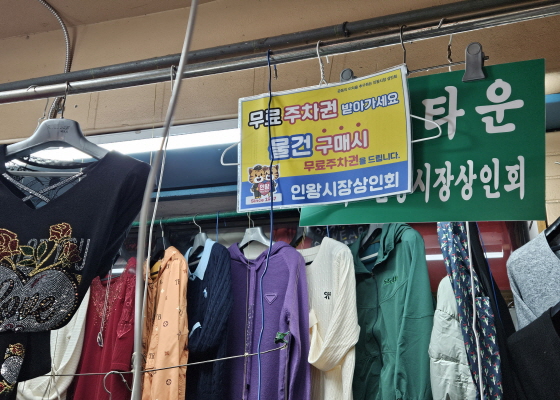 무료 주차권 받아가세요
물건 구매시
무료주차권을 드립니다.
인왕시장상인회
타운
시장상인회